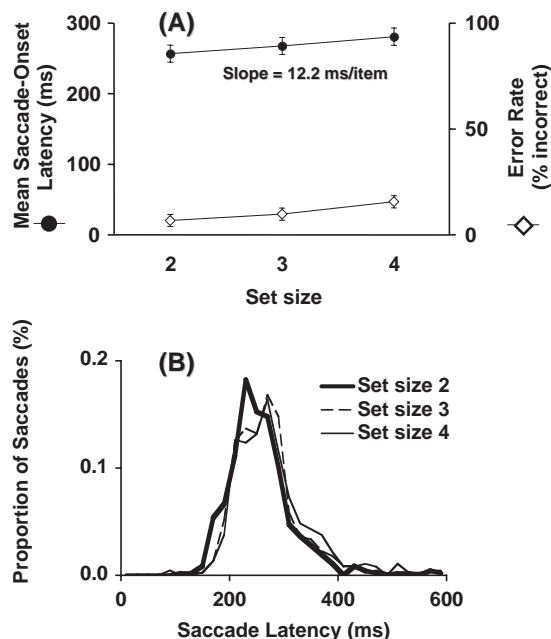 (A)
Mean Saccade-Onset
Latency (ms)
300
200
100
0
Slope = 12.2 ms/item
100
50
0
Error Rate
(% incorrect)
2 3 4
Set size
(B)
Proportion of Saccades (%)
0.2
0.1
0.0
Set size 2
Set size 3
Set size 4
0 200 400 600
Saccade Latency (ms)